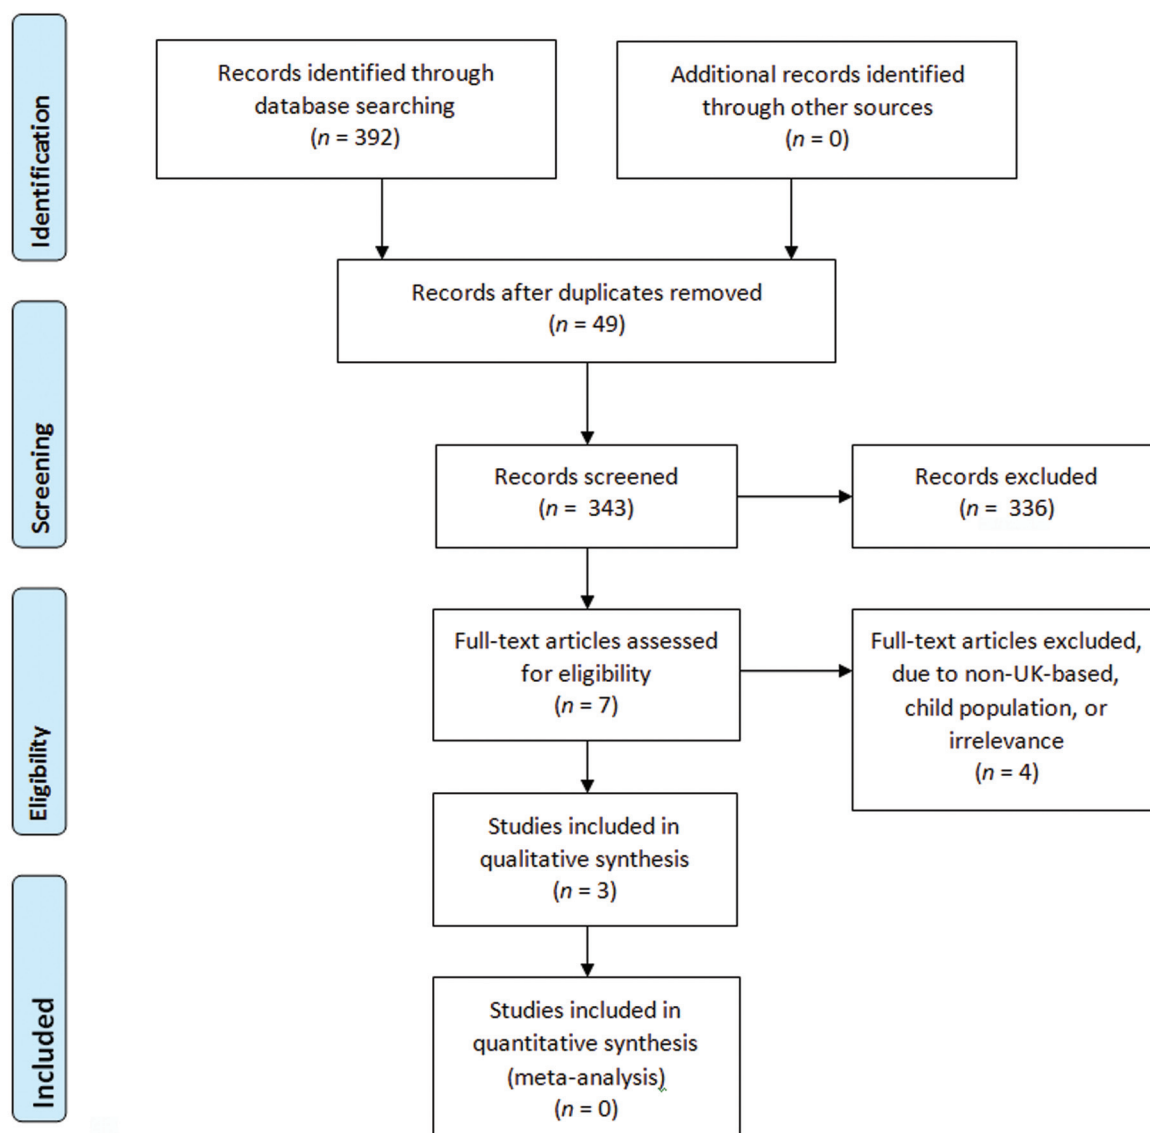 Identification
Records identified through
database searching
(n = 392)
Additional records identified
through other sources
(n = 0)
Records after duplicates removed
(n = 49)
Screening
Records screened
(n = 343)
Records excluded
(n = 336)
Eligibility
Full-text articles assessed
for eligibility
(n = 7)
Full-text articles excluded,
due to non-UK-based,
child population, or
irrelevance
(n = 4)
Studies included in
qualitative synthesis
(n = 3)
Included
Studies included in
quantitative synthesis
(meta-analysis)
(n = 0)